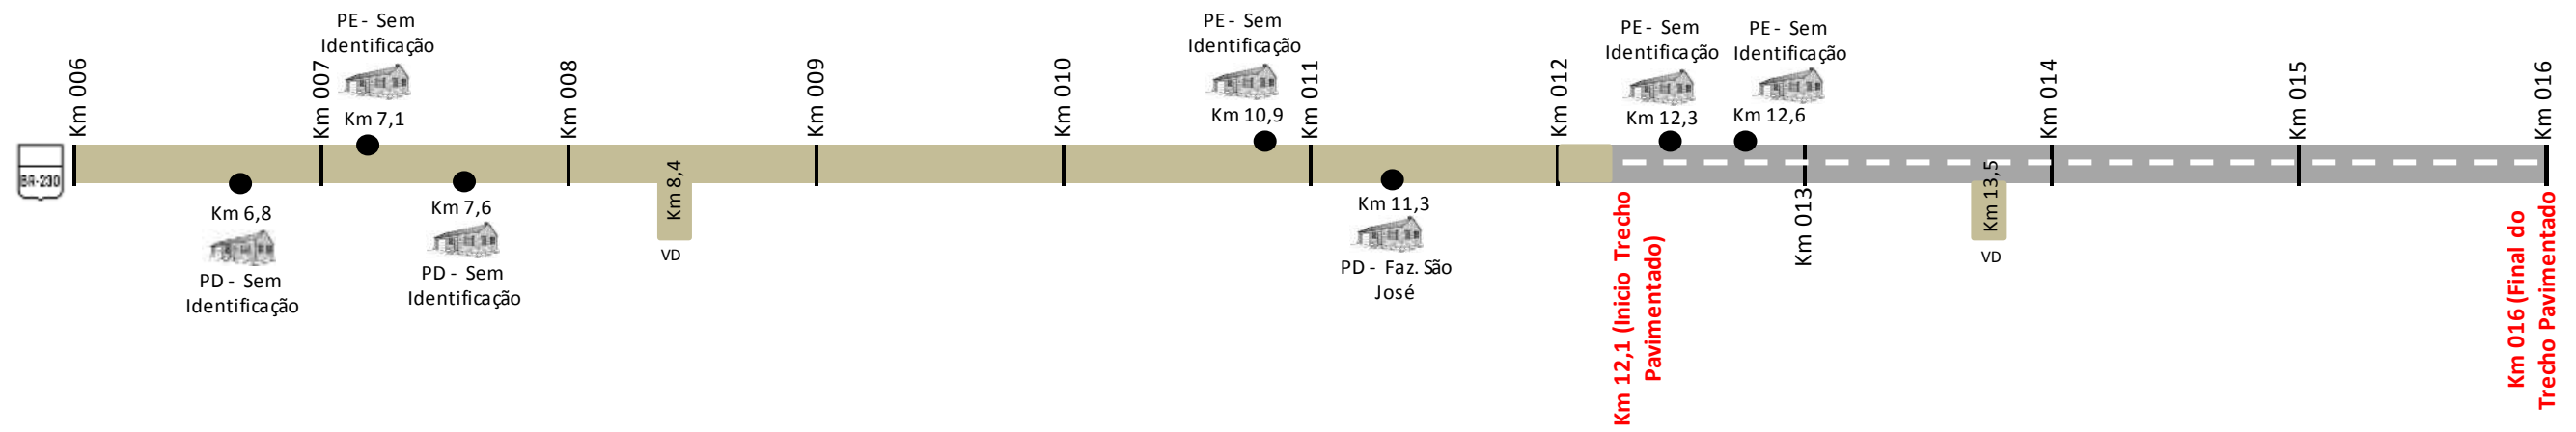 PE - Sem
Identificação
Km 7,1
PE - Sem
Identificação
Km 10,9
PE - Sem
Identificação
Km 12,3
PE - Sem
Identificação
Km 12,6
Km 006
Km 007
Km 008
Km 009
Km 010
Km 011
Km 012
Km 014
Km 015
Km 016
BR-230
Km 6,8
PD - Sem
Identificação
Km 7,6
PD - Sem
Identificação
Km 8,4
VD
Km 11,3
PD - Faz. São
José
Km 12,1 (Inicio Trecho
Pavimentado)
Km 013
Km 13,5
VD
Km 016 (Final do
Trecho Pavimentado